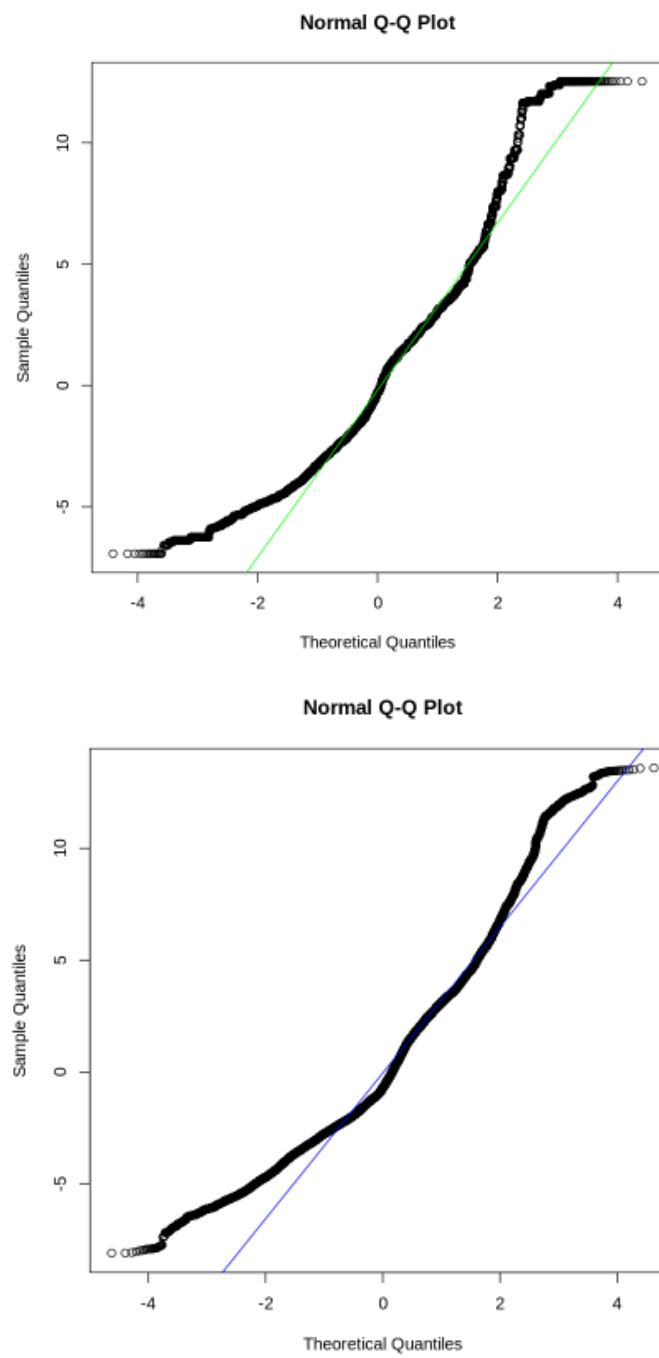 Normal Q-Q Plot
10
5
0
-5
Sample Quantiles
-4 -2 0 2 4
Theoretical Quantiles
Normal Q-Q Plot
10
5
0
-5
Sample Quantiles
-4 -2 0 2 4
Theoretical Quantiles